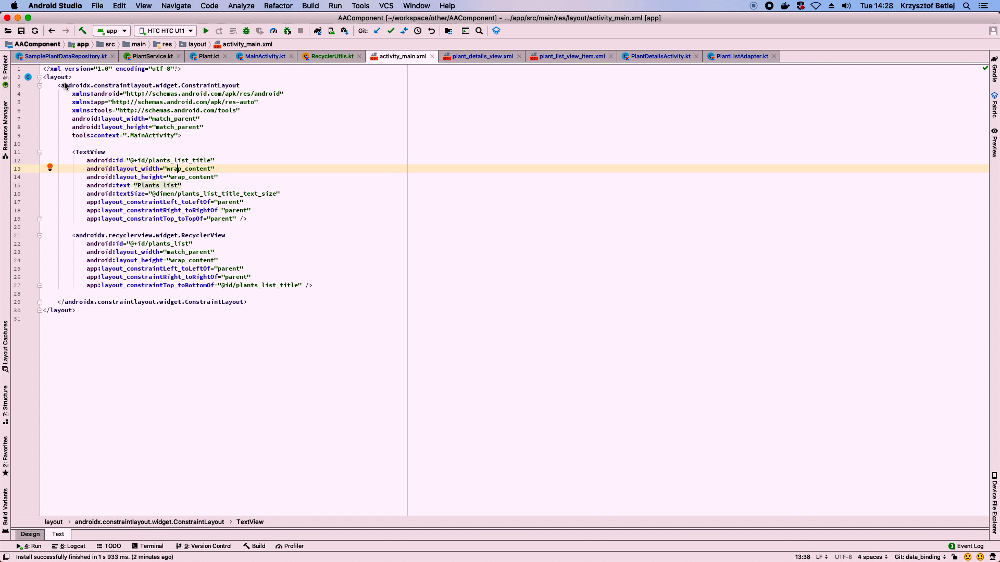 Android Studio File Edit View Navigate Code Analyze Refactor Build Run Tools VCS Window Help Tue 14:28 Krzysztof Betlej
AAComponent [~/workspace/other/AAComponent] - .../app/src/main/res/layout/activity_main.xml [app]
app HTC HTC U11 Git:
AAComponent app src main res layout activity_main.xml
SamplePlantDataRepository.kt PlantService.kt Plant.kt MainActivity.kt RecyclerUtils.kt activity_main.xml plant_details_view.xml plant_list_view_item.xml PlantDetailsActivity.kt PlantListAdapter.kt
1 <?xml version="1.0" encoding="utf-8"?>
2 <layout>
3 <androidx.constraintlayout.widget.ConstraintLayout
4 xmlns:android="http://schemas.android.com/apk/res/android"
5 xmlns:app="http://schemas.android.com/apk/res-auto"
6 xmlns:tools="http://schemas.android.com/tools"
7 android:layout_width="match_parent"
8 android:layout_height="match_parent"
9 tools:context=".MainActivity">
10
11 <TextView
12 android:id="@+id/plants_list_title"
13 android:layout_width="wrap_content"
14 android:layout_height="wrap_content"
15 android:text="Plants list"
16 android:textSize="@dimen/plants_list_title_text_size"
17 app:layout_constraintLeft_toLeftOf="parent"
18 app:layout_constraintRight_toRightOf="parent"
19 app:layout_constraintTop_toTopOf="parent" />
20
21 <androidx.recyclerview.widget.RecyclerView
22 android:id="@+id/plants_list"
23 android:layout_width="match_parent"
24 android:layout_height="wrap_content"
25 app:layout_constraintLeft_toLeftOf="parent"
26 app:layout_constraintRight_toRightOf="parent"
27 app:layout_constraintTop_toBottomOf="@id/plants_list_title" />
28
29 </androidx.constraintlayout.widget.ConstraintLayout>
30 </layout>
31
1: Project
Resource Manager
Layout Captures
Z: Structure
2: Favorites
Build Variants
Gradle
Fabric
Preview
Device File Explorer
layout androidx.constraintlayout.widget.ConstraintLayout TextView
Design Text
4: Run 6: Logcat TODO Terminal 9: Version Control Build Profiler 3 Event Log
Install successfully finished in 1 s 933 ms. (2 minutes ago) 13:38 LF UTF-8 4 spaces Git: data_binding